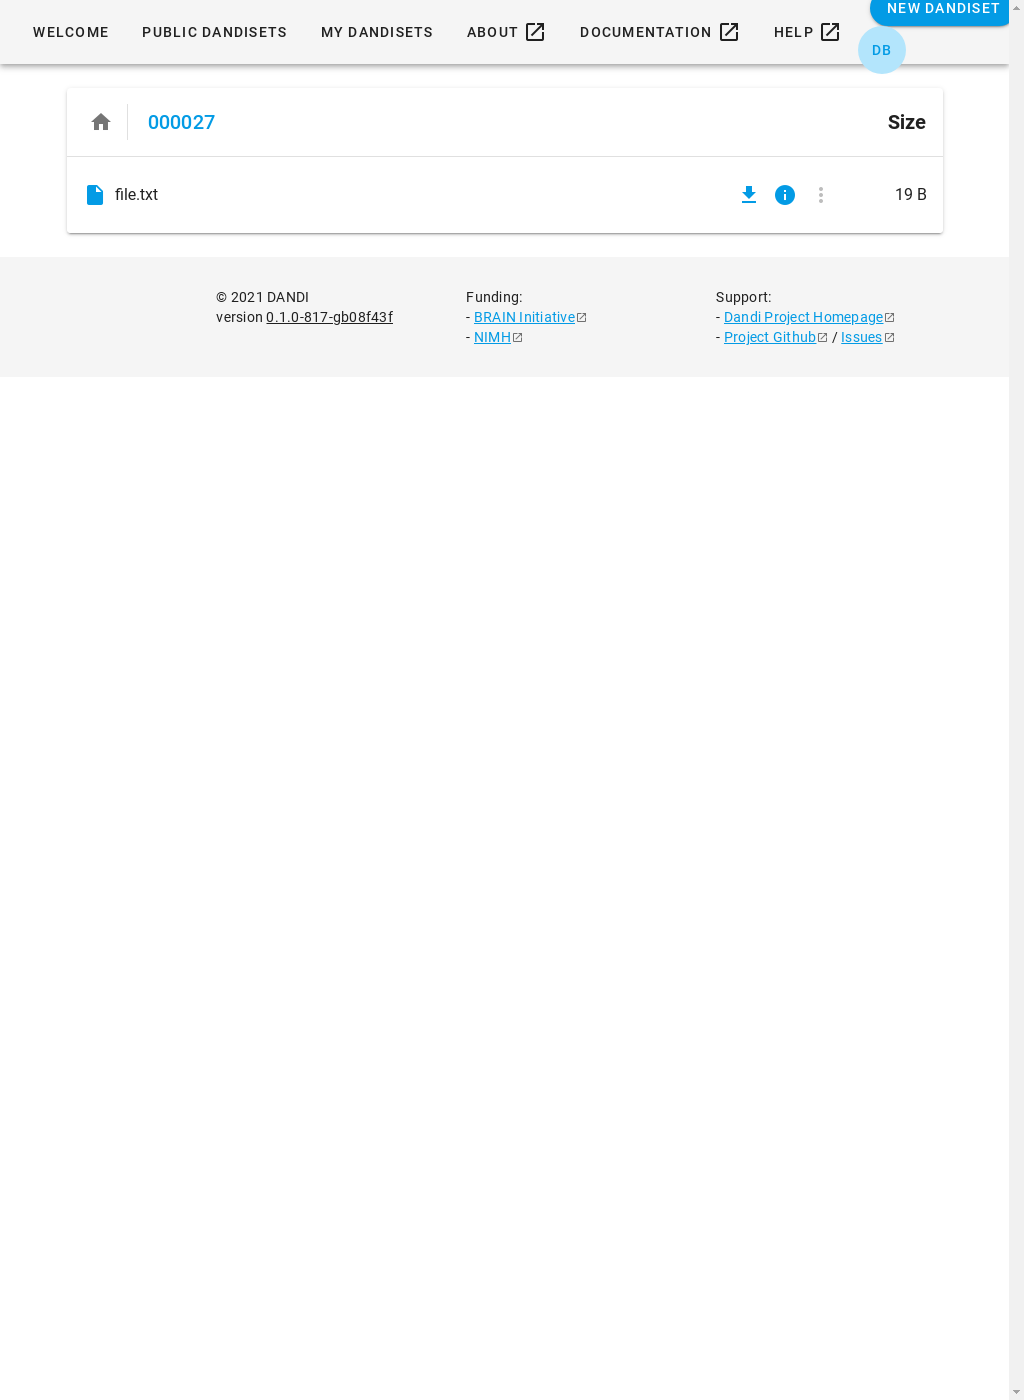 WELCOME PUBLIC DANDISETS MY DANDISETS ABOUT DOCUMENTATION HELP NEW DANDISET
DB
000027 Size
file.txt 19 B
© 2021 DANDI
version 0.1.0-817-gb08f43f
Funding:
- BRAIN Initiative
- NIMH
Support:
- Dandi Project Homepage
- Project Github / Issues